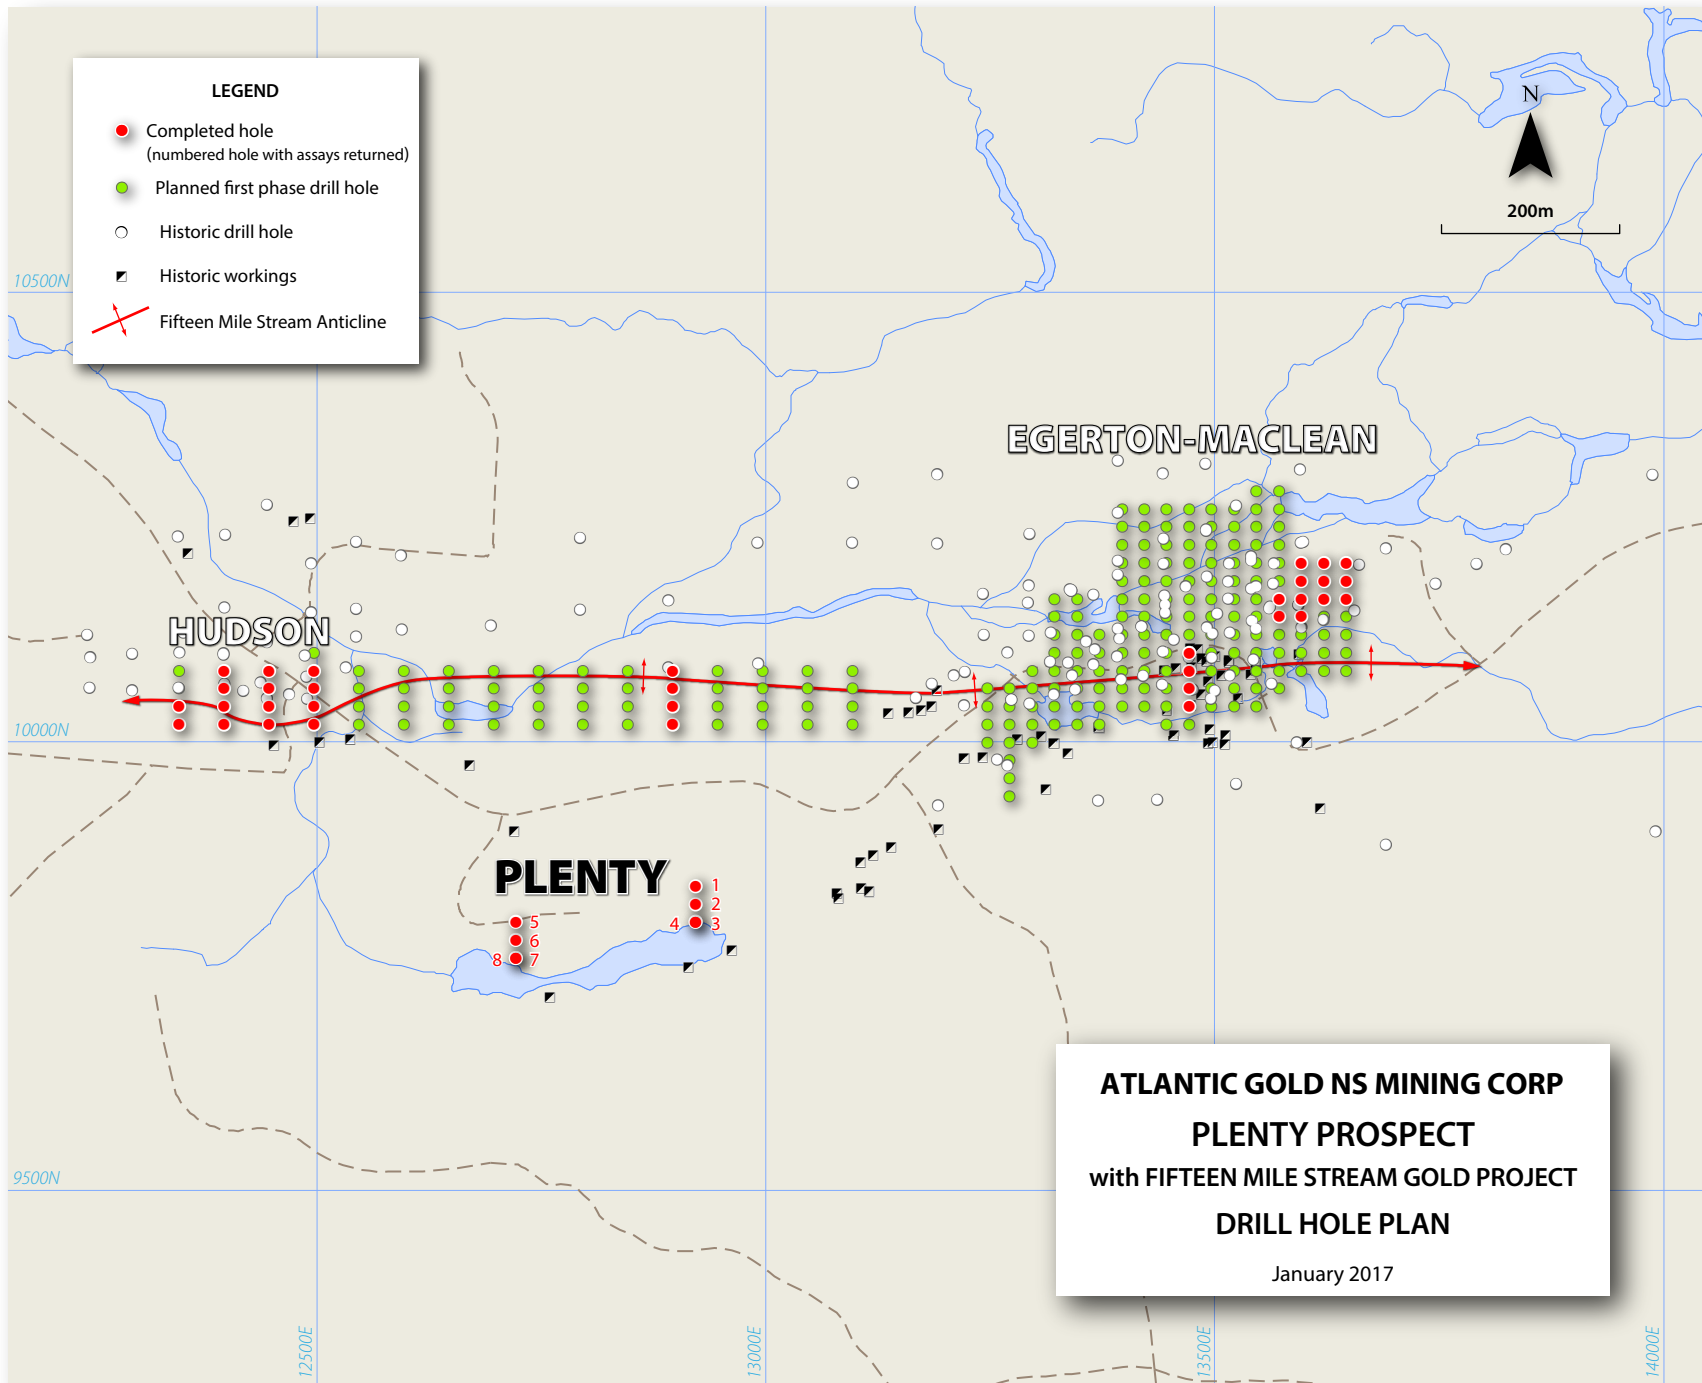 LEGEND
Completed hole
(numbered hole with assays returned)
Planned first phase drill hole
Historic drill hole
Historic workings
Fifteen Mile Stream Anticline
N
200m
10500N
EGERTON-MACLEAN
HUDSON
10000N
PLENTY
1
2
4 3
5
6
8 7
9500N
ATLANTIC GOLD NS MINING CORP
PLENTY PROSPECT
with FIFTEEN MILE STREAM GOLD PROJECT
DRILL HOLE PLAN
January 2017
12500E
13000E
13500E
14000E